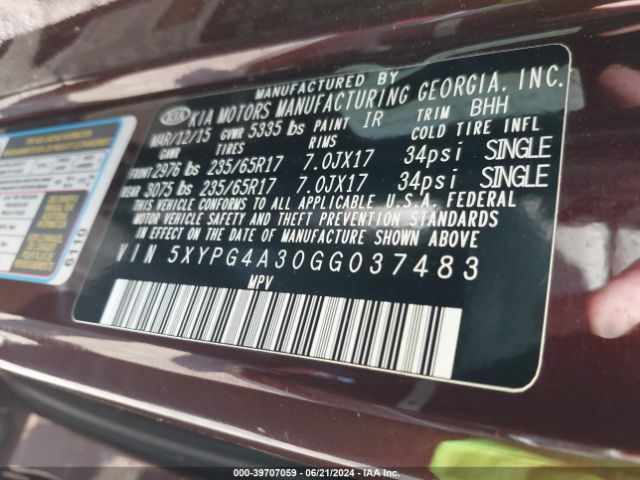 MANUFACTURED BY
KIA KIA MOTORS MANUFACTURING GEORGIA, INC.
MAR/12/15 GVWR 5335 lbs PAINT IR TRIM BHH
GAWR TIRES RIMS COLD TIRE INFL
FRONT 2976 lbs 235/65R17 7.0JX17 34psi SINGLE
REAR 3075 lbs 235/65R17 7.0JX17 34psi SINGLE
THIS VEHICLE CONFORMS TO ALL APPLICABLE U.S.A. FEDERAL
MOTOR VEHICLE SAFETY AND THEFT PREVENTION STANDARDS
IN EFFECT ON THE DATE OF MANUFACTURE SHOWN ABOVE
VIN 5XYPG4A30GG037483
MPV
6110
000-39707059 - 06/21/2024 - IAA Inc.